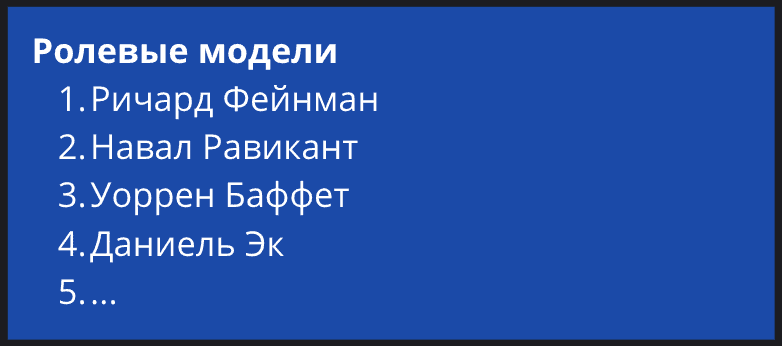 Ролевые модели
1. Ричард Фейнман
2. Навал Равикант
3. Уоррен Баффет
4. Даниель Эк
5. ...